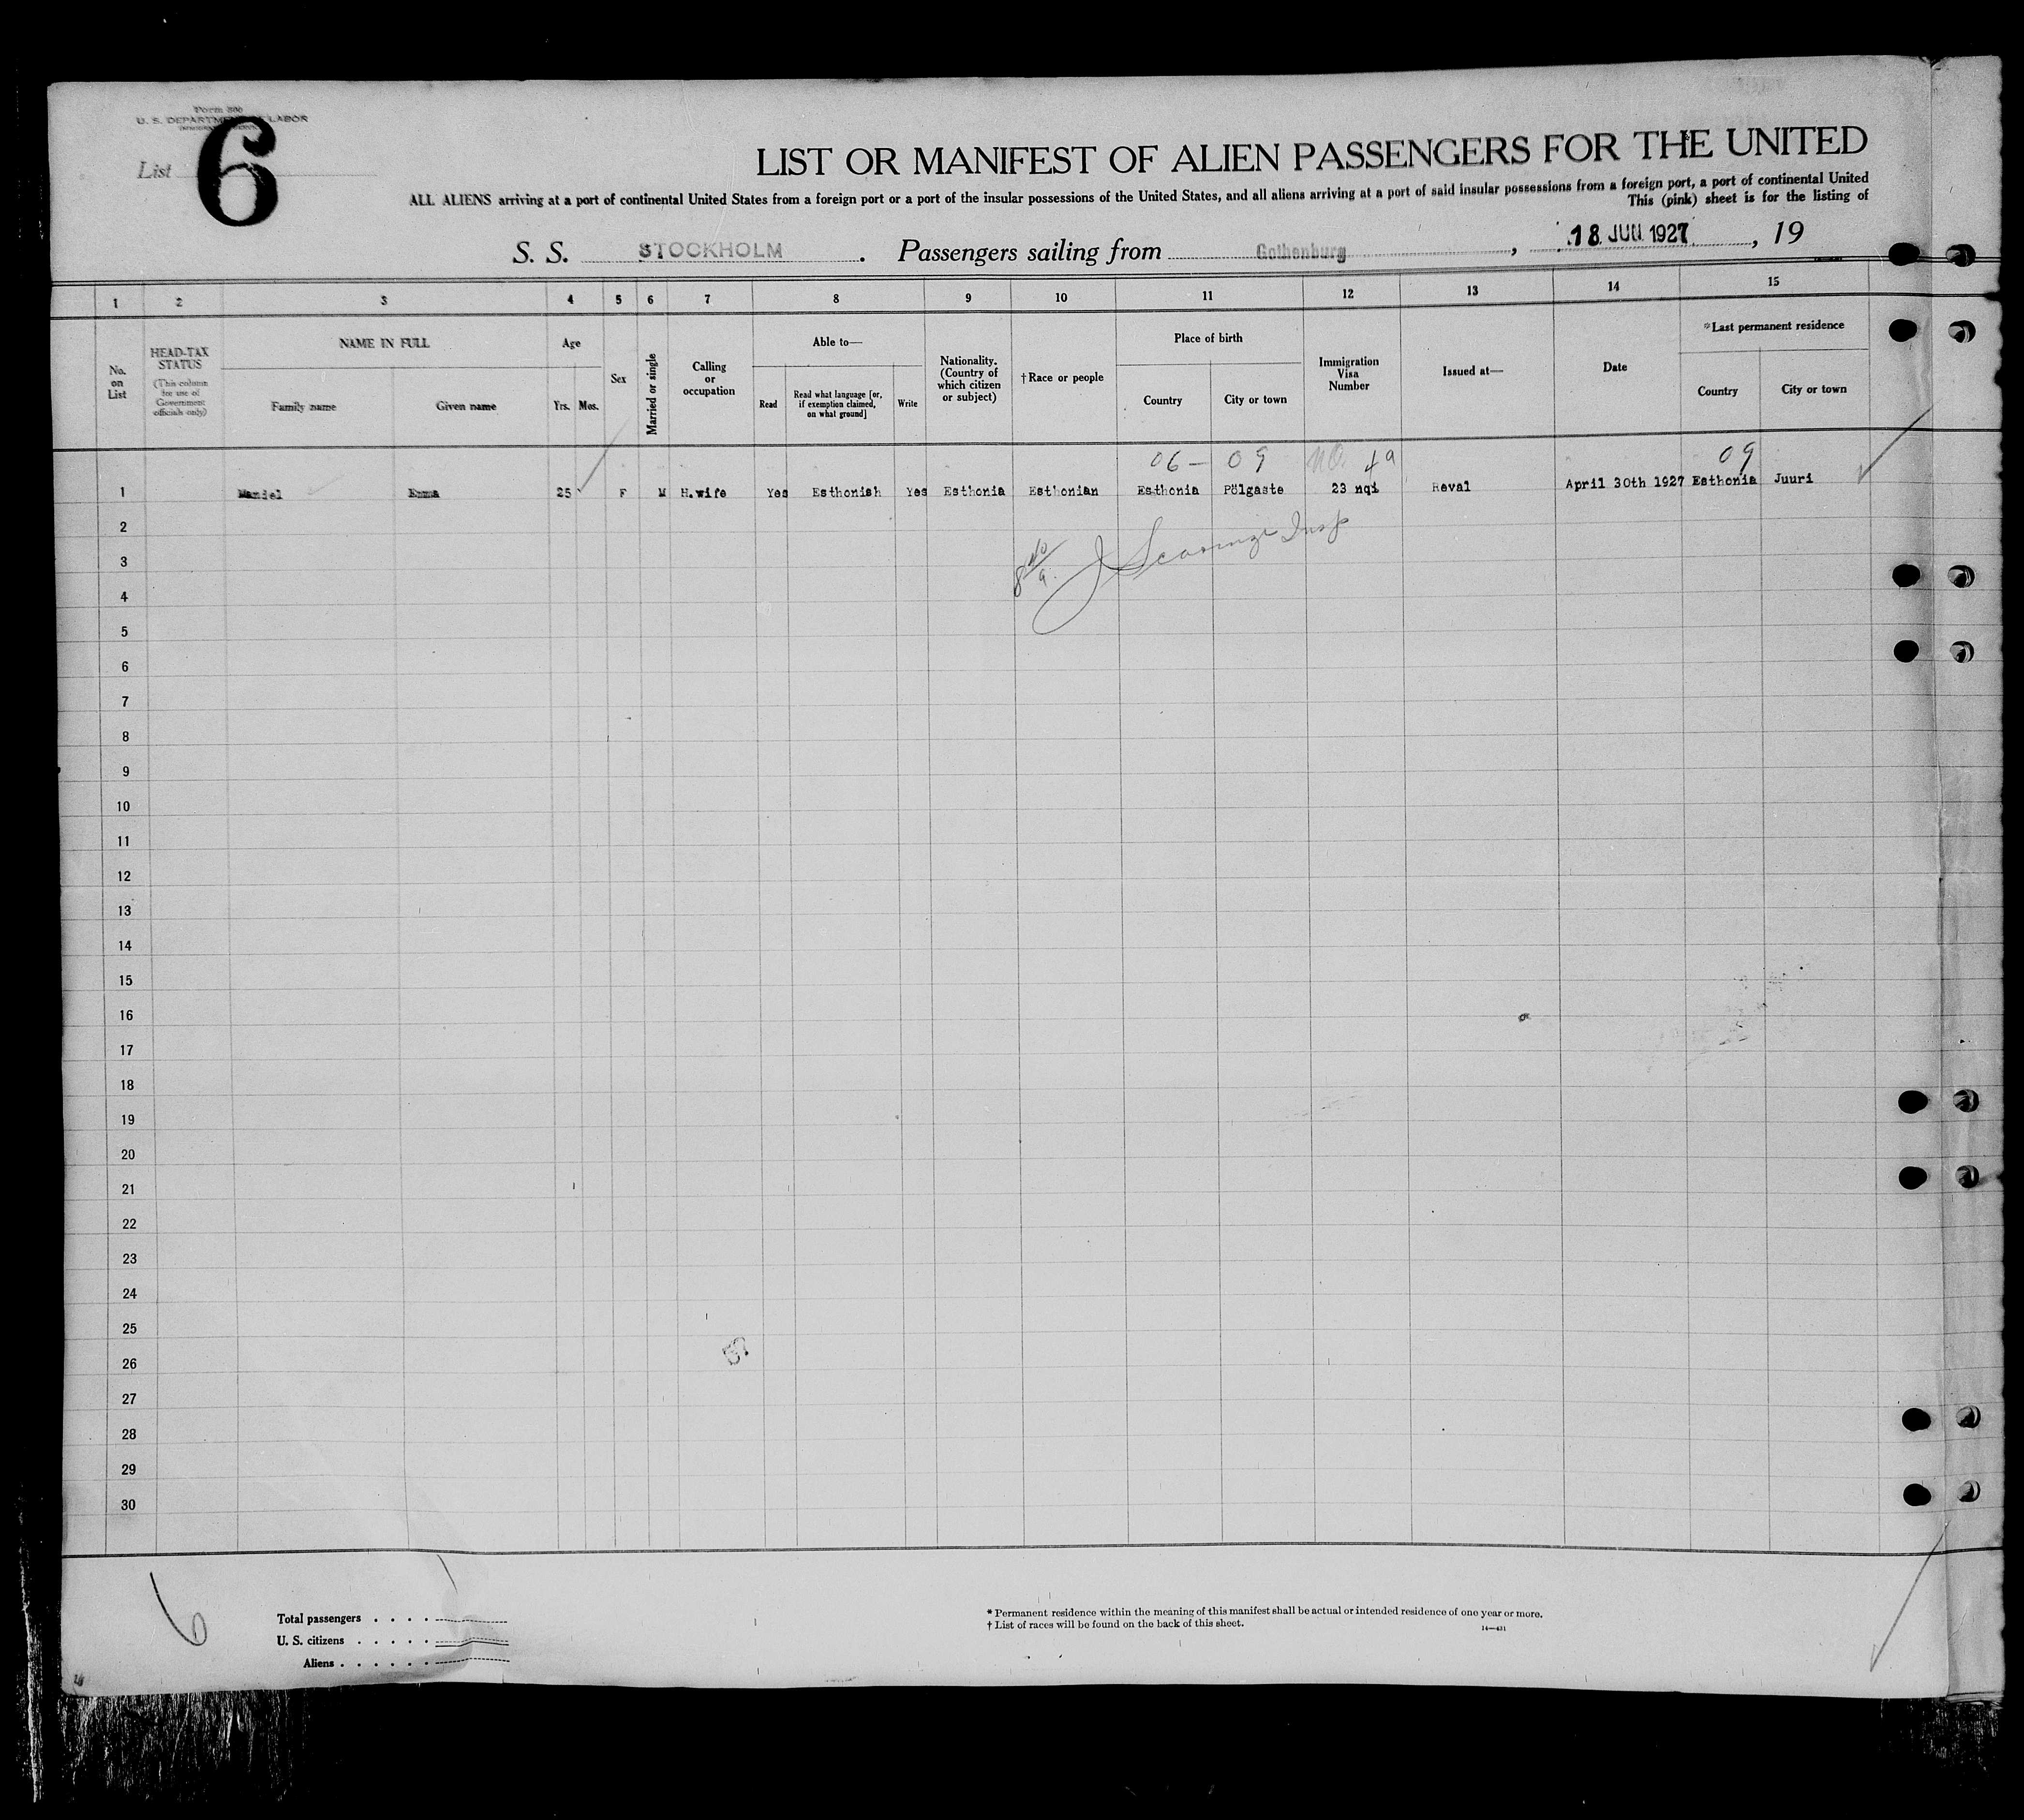 Form 500
U. S. DEPARTMENT OF LABOR
List 6
LIST OR MANIFEST OF ALIEN PASSENGERS FOR THE UNITED
ALL ALIENS arriving at a port of continental United States from a foreign port or a port of the insular possessions of the United States, and all aliens arriving at a port of said insular possessions from a foreign port, a port of continental United
This (pink) sheet is for the listing of
S. S. STOCKHOLM. Passengers sailing from Gothenburg, 18. JUN. 1927, 19
1 2 3 4 5 6 7 8 9 10 11 12 13 14 15
No. on List
HEAD-TAX STATUS
(This column for use of Government officials only)
NAME IN FULL
Family name Given name
Age
Yrs. Mos.
Sex
Married or single
Calling or occupation
Able to—
Read
Read what language [or, if exemption claimed, on what ground]
Write
Nationality. (Country of which citizen or subject)
†Race or people
Place of birth
Country City or town
Immigration Visa Number
Issued at—
Date
*Last permanent residence
Country City or town
06 — 09 NO. 09
1 Mandel Emma 25 F M H.wife Yes Esthonish Yes Esthonia Esthonian Esthonia Pölgaste 23 nqi Reval April 30th 1927 Esthonia Juuri
2
3
4
5
6
7
8
9
10
11
12
13
14
15
16
17
18
19
20
21
22
23
24
25
26
27
28
29
30
6
Total passengers . . . .
U. S. citizens . . . . .
Aliens . . . . . .
* Permanent residence within the meaning of this manifest shall be actual or intended residence of one year or more.
† List of races will be found on the back of this sheet.
14—431